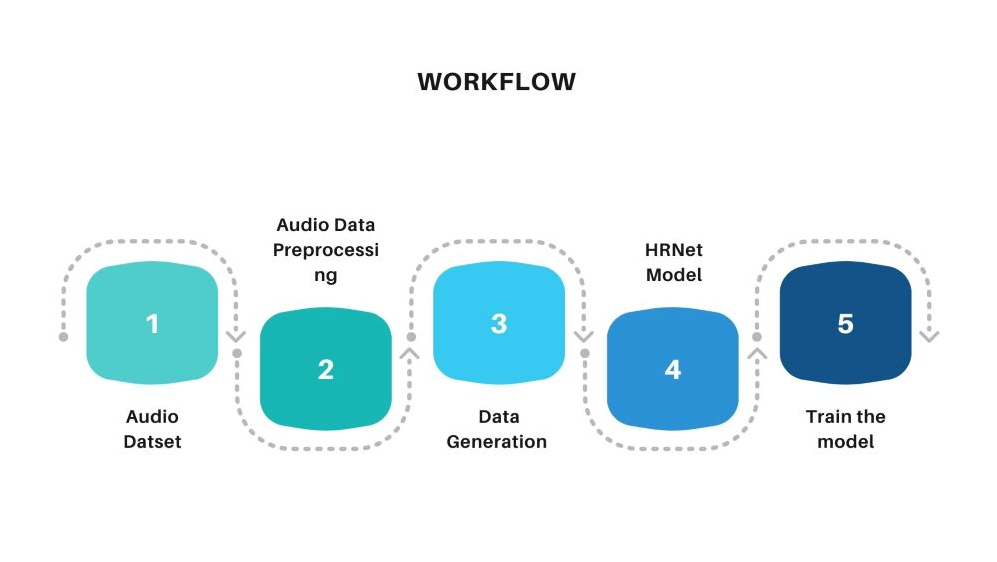 WORKFLOW
Audio Data
Preprocessi
ng
HRNet
Model
1
2
3
4
5
Audio
Datset
Data
Generation
Train the
model